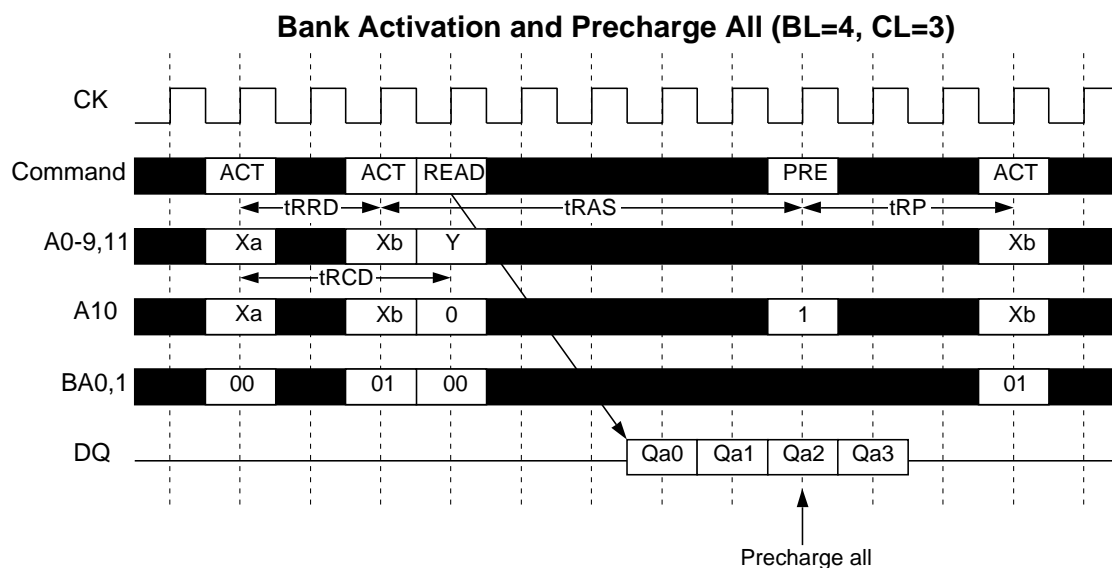 Bank Activation and Precharge All (BL=4, CL=3)
CK
Command ACT ACT READ PRE ACT
tRRD tRAS tRP
A0-9,11 Xa Xb Y Xb
tRCD
A10 Xa Xb 0 1 Xb
BA0,1 00 01 00 01
DQ Qa0 Qa1 Qa2 Qa3
Precharge all